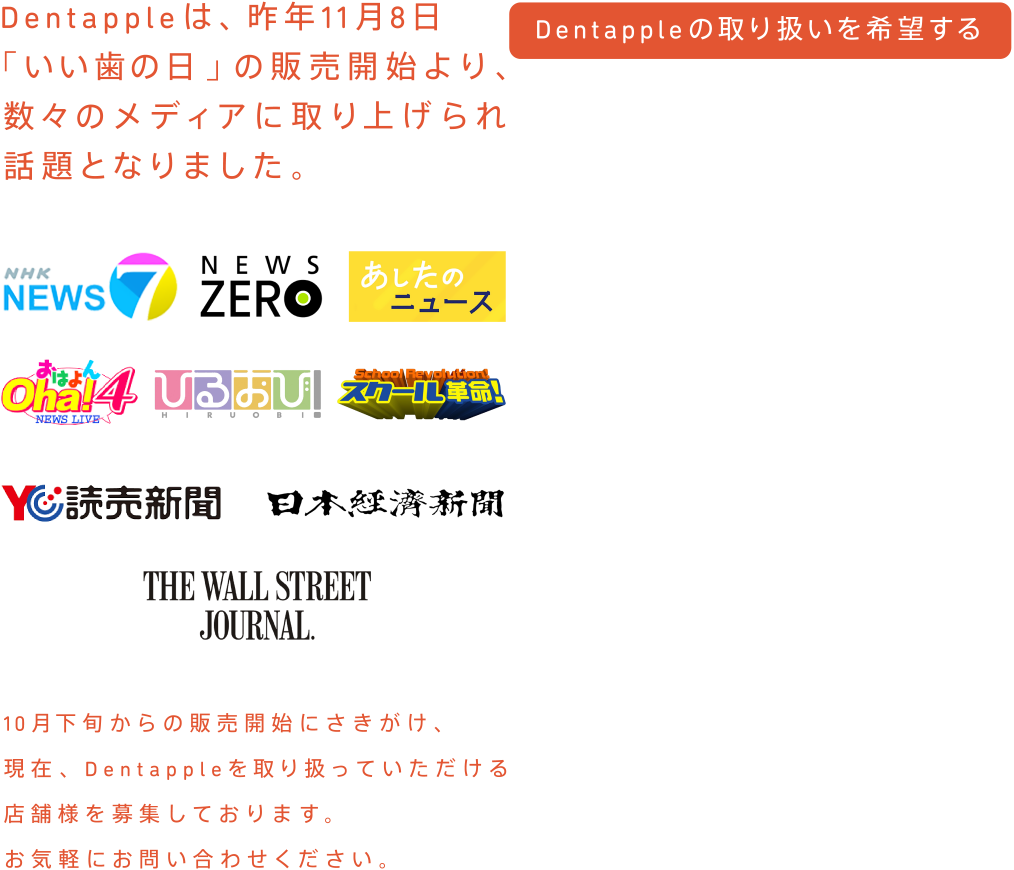 Dentappleは、昨年11月8日
「いい歯の日」の販売開始より、
数々のメディアに取り上げられ
話題となりました。
Dentappleの取り扱いを希望する
NHK
NEWS 7
NEWS
ZERO
あしたの
ニュース
おはよん
Oha!4
NEWS LIVE
ひるおび!
HIRUOBI!
School Revolution!
スクール革命!
YC読売新聞
日本經濟新聞
THE WALL STREET
JOURNAL.
10月下旬からの販売開始にさきがけ、
現在、Dentappleを取り扱っていただける
店舗様を募集しております。
お気軽にお問い合わせください。